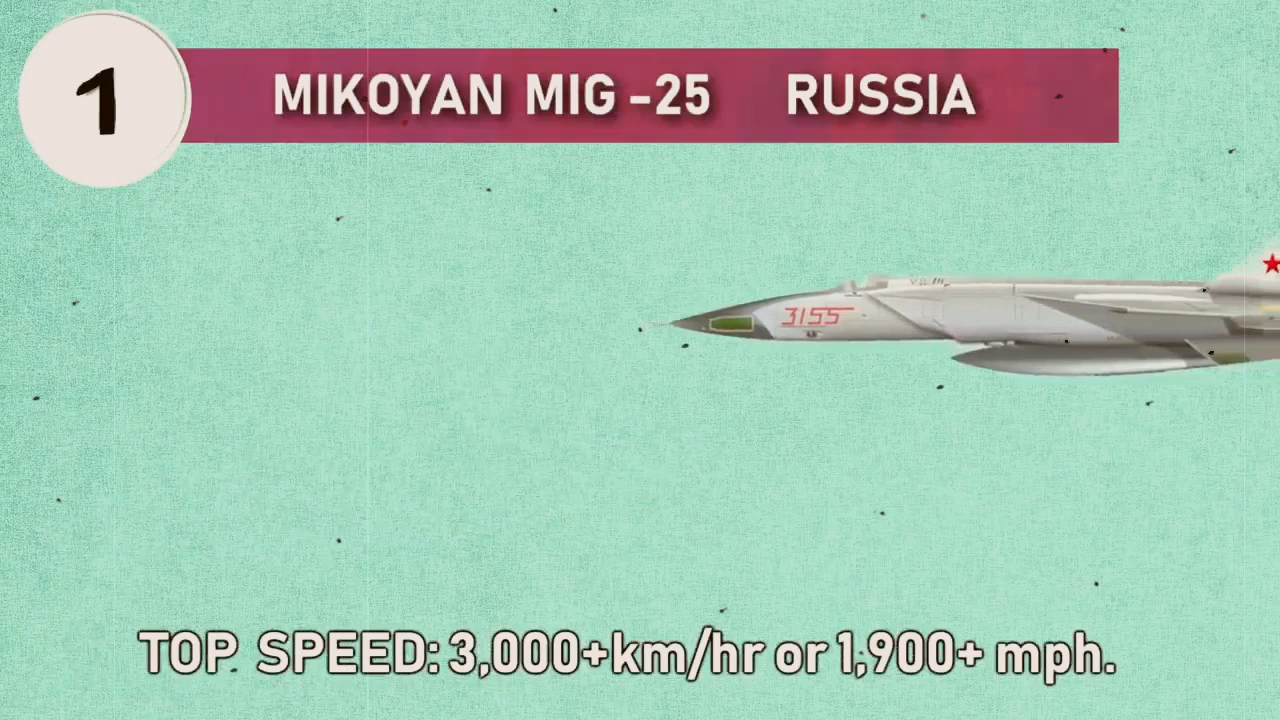 1
MIKOYAN MIG -25 RUSSIA
3155
TOP SPEED: 3,000+km/hr or 1,900+ mph.